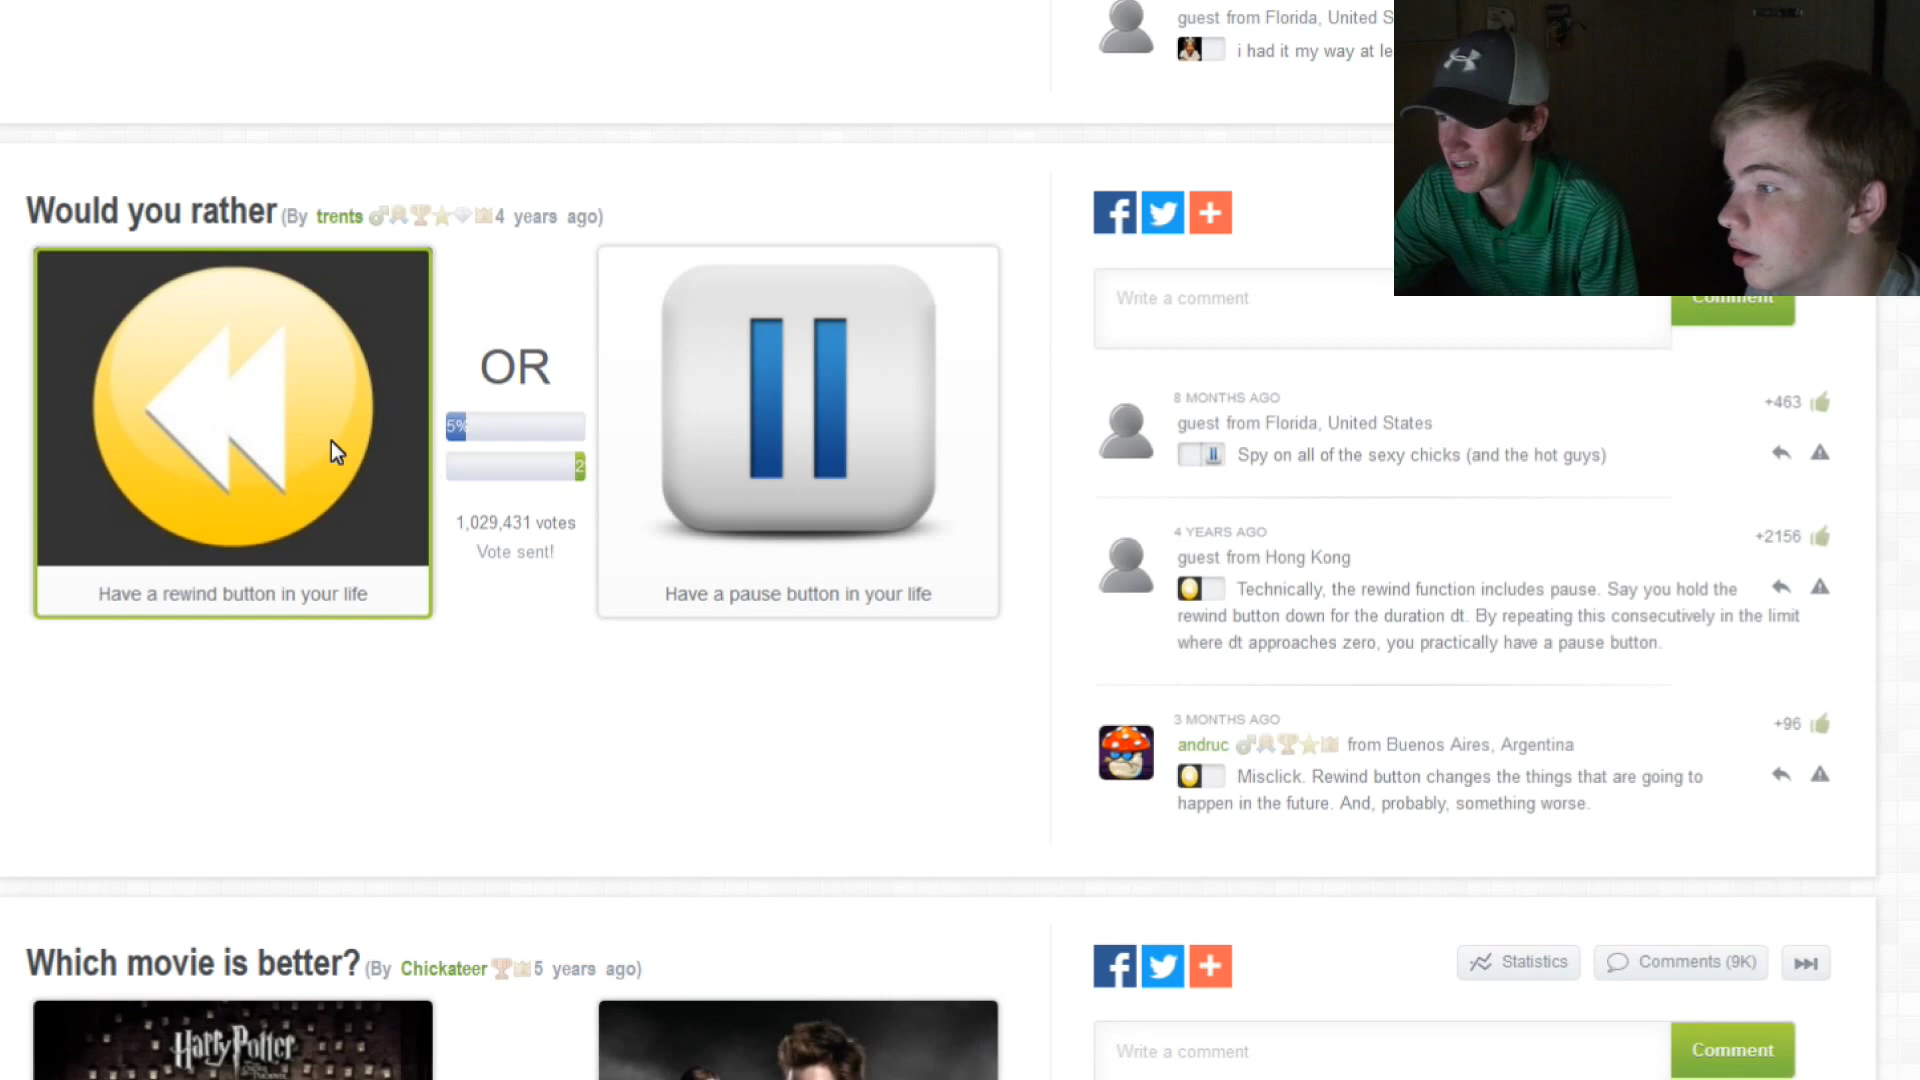 guest from Florida, United S
i had it my way at le
Would you rather (By trents 4 years ago)
OR
5%
2
1,029,431 votes
Vote sent!
Have a rewind button in your life
Have a pause button in your life
f
+
Write a comment
Comment
8 MONTHS AGO
+463
guest from Florida, United States
Spy on all of the sexy chicks (and the hot guys)
4 YEARS AGO
+2156
guest from Hong Kong
Technically, the rewind function includes pause. Say you hold the
rewind button down for the duration dt. By repeating this consecutively in the limit
where dt approaches zero, you practically have a pause button.
3 MONTHS AGO
+96
andruc from Buenos Aires, Argentina
Misclick. Rewind button changes the things that are going to
happen in the future. And, probably, something worse.
Which movie is better? (By Chickateer 5 years ago)
f
+
Statistics
Comments (9K)
Harry Potter
Write a comment
Comment